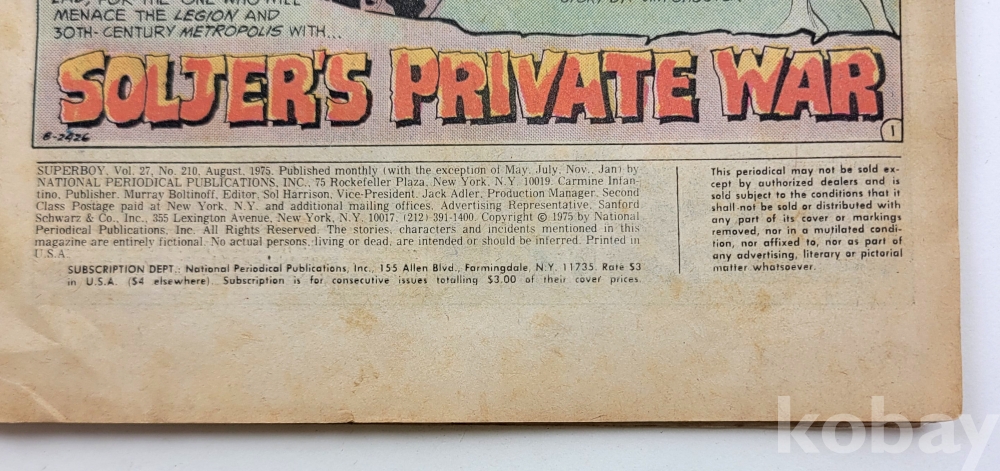 MENACE THE LEGION AND
30TH-CENTURY METROPOLIS WITH...
SOLJER'S PRIVATE WAR
B-2426
1
SUPERBOY, Vol. 27, No. 210, August, 1975. Published monthly (with the exception of May, July, Nov., Jan) by
NATIONAL PERIODICAL PUBLICATIONS, INC., 75 Rockefeller Plaza, New York, N.Y. 10019. Carmine Infan-
tino, Publisher. Murray Boltinoff, Editor, Sol Harrison, Vice-President. Jack Adler, Production Manager, Second
Class Postage paid at New York, N.Y. and additional mailing offices. Advertising Representative, Sanford
Schwarz & Co., Inc., 355 Lexington Avenue, New York, N.Y. 10017. (212) 391-1400. Copyright © 1975 by National
Periodical Publications, Inc. All Rights Reserved. The stories, characters and incidents mentioned in this
magazine are entirely fictional. No actual persons, living or dead, are intended or should be inferred. Printed in
U.S.A.
SUBSCRIPTION DEPT.: National Periodical Publications, Inc., 155 Allen Blvd., Farmingdale, N.Y. 11735. Rate $3
in U.S.A. ($4 elsewhere). Subscription is for consecutive issues totalling $3.00 of their cover prices.
This periodical may not be sold ex-
cept by authorized dealers and is
sold subject to the conditions that it
shall not be sold or distributed with
any part of its cover or markings
removed, nor in a mutilated condi-
tion, nor affixed to, nor as part of
any advertising, literary or pictorial
matter whatsoever.
kobay